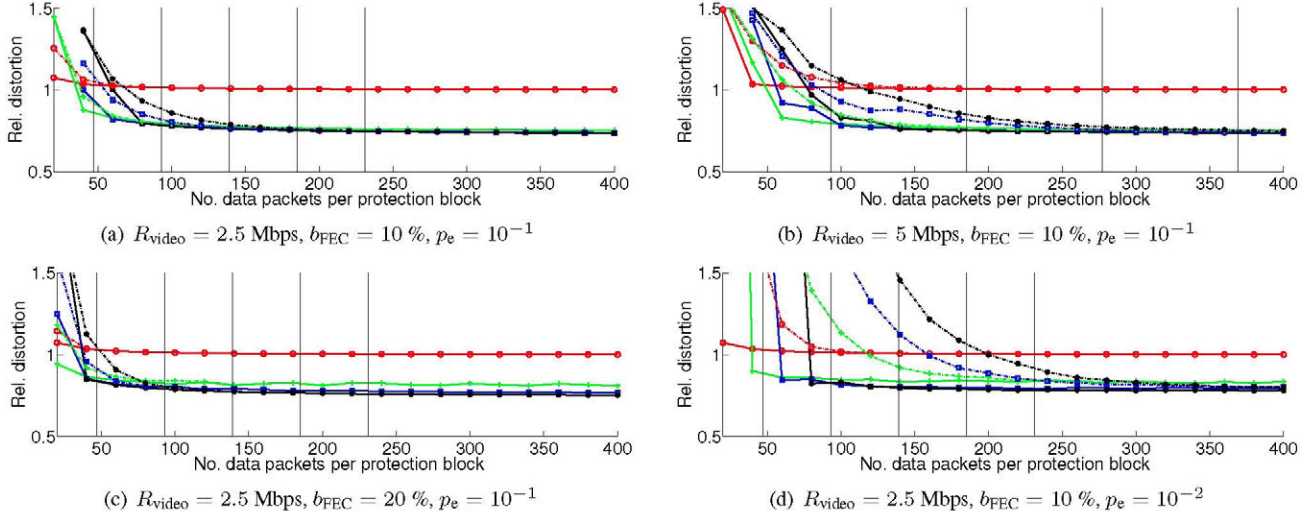 1.5
1
0.5
Rel. distortion
50 100 150 200 250 300 350 400
No. data packets per protection block
(a) R_video = 2.5 Mbps, b_FEC = 10 %, p_e = 10^−1
1.5
1
0.5
Rel. distortion
50 100 150 200 250 300 350 400
No. data packets per protection block
(b) R_video = 5 Mbps, b_FEC = 10 %, p_e = 10^−1
1.5
1
0.5
Rel. distortion
50 100 150 200 250 300 350 400
No. data packets per protection block
(c) R_video = 2.5 Mbps, b_FEC = 20 %, p_e = 10^−1
1.5
1
0.5
Rel. distortion
50 100 150 200 250 300 350 400
No. data packets per protection block
(d) R_video = 2.5 Mbps, b_FEC = 10 %, p_e = 10^−2